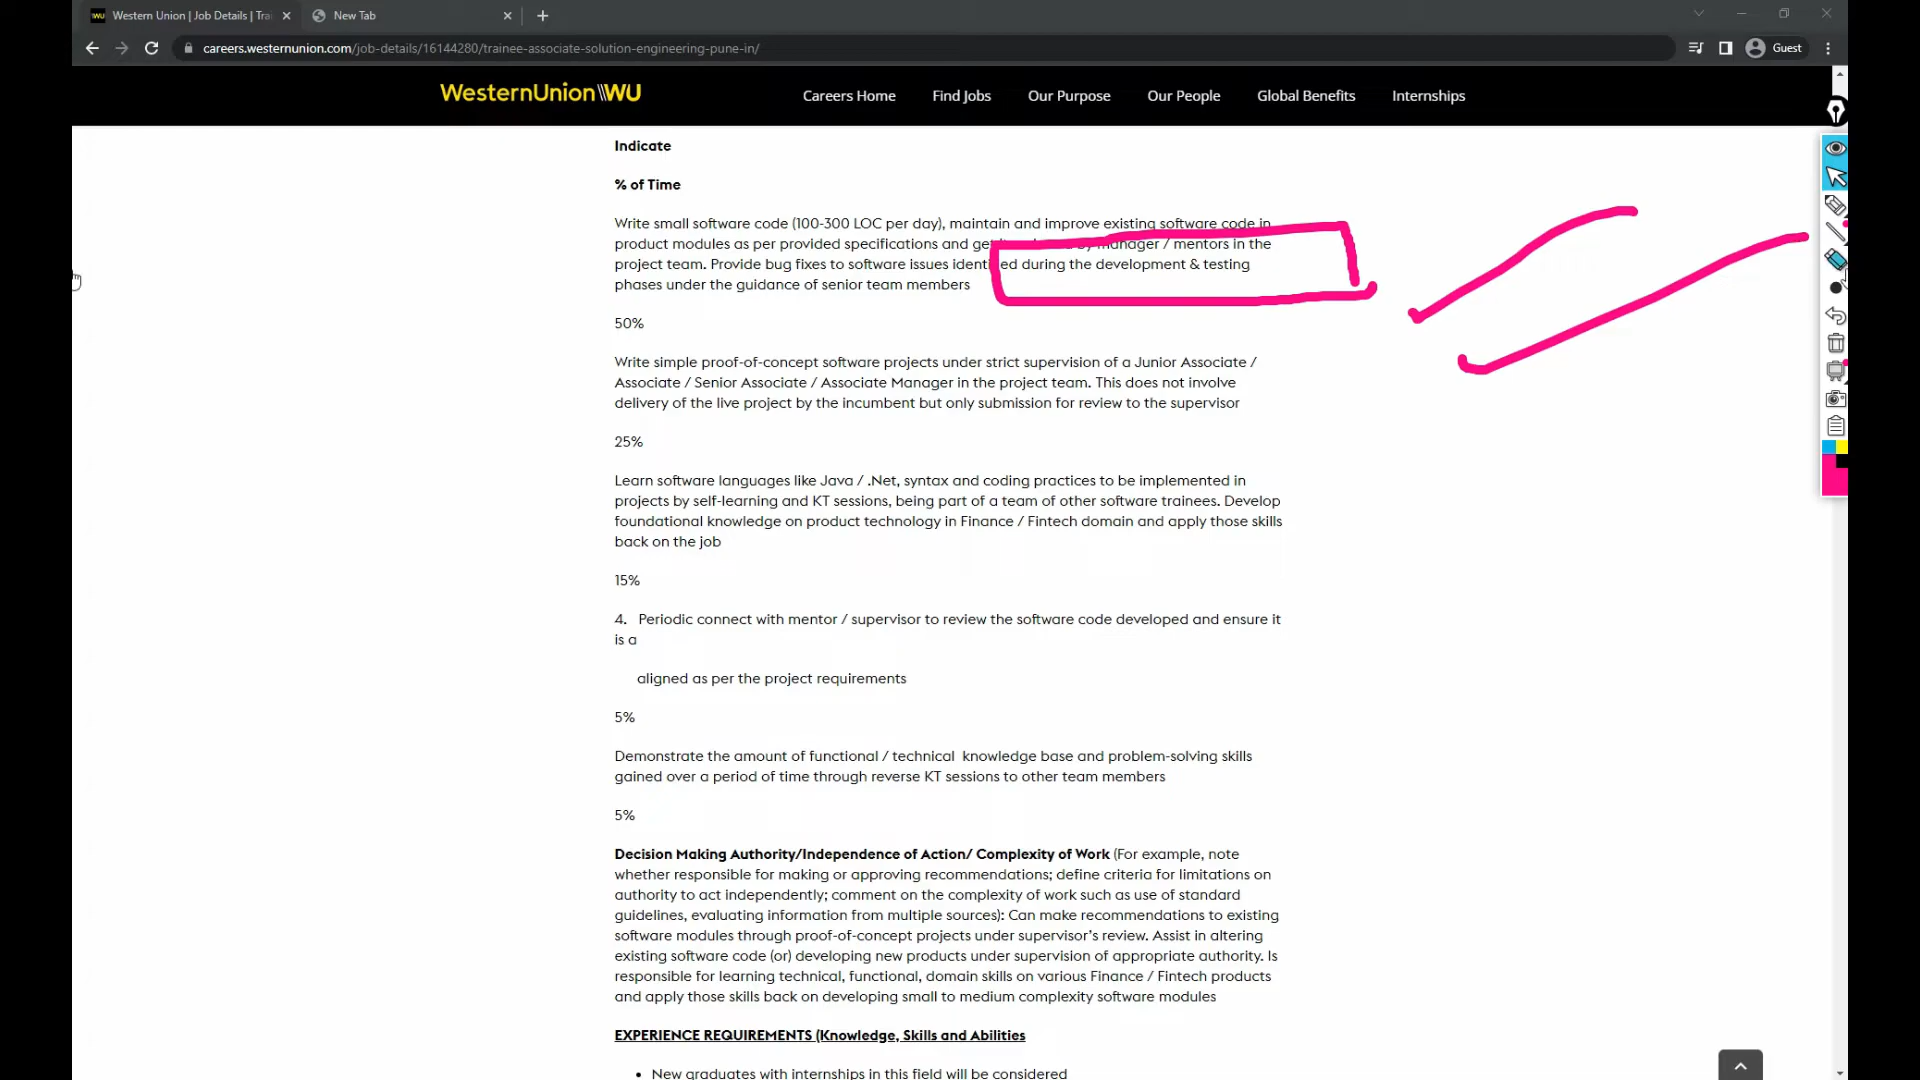 Western Union | Job Details | Tra
New Tab
careers.westernunion.com/job-details/16144280/trainee-associate-solution-engineering-pune-in/
Guest
WesternUnion WU
Careers Home
Find Jobs
Our Purpose
Our People
Global Benefits
Internships
Indicate
% of Time
Write small software code (100-300 LOC per day), maintain and improve existing software code in
product modules as per provided specifications and get by manager / mentors in the
project team. Provide bug fixes to software issues identified during the development & testing
phases under the guidance of senior team members
50%
Write simple proof-of-concept software projects under strict supervision of a Junior Associate /
Associate / Senior Associate / Associate Manager in the project team. This does not involve
delivery of the live project by the incumbent but only submission for review to the supervisor
25%
Learn software languages like Java / .Net, syntax and coding practices to be implemented in
projects by self-learning and KT sessions, being part of a team of other software trainees. Develop
foundational knowledge on product technology in Finance / Fintech domain and apply those skills
back on the job
15%
4. Periodic connect with mentor / supervisor to review the software code developed and ensure it
is a
aligned as per the project requirements
5%
Demonstrate the amount of functional / technical knowledge base and problem-solving skills
gained over a period of time through reverse KT sessions to other team members
5%
Decision Making Authority/Independence of Action/ Complexity of Work (For example, note
whether responsible for making or approving recommendations; define criteria for limitations on
authority to act independently; comment on the complexity of work such as use of standard
guidelines, evaluating information from multiple sources): Can make recommendations to existing
software modules through proof-of-concept projects under supervisor's review. Assist in altering
existing software code (or) developing new products under supervision of appropriate authority. Is
responsible for learning technical, functional, domain skills on various Finance / Fintech products
and apply those skills back on developing small to medium complexity software modules
EXPERIENCE REQUIREMENTS (Knowledge, Skills and Abilities
• New graduates with internships in this field will be considered